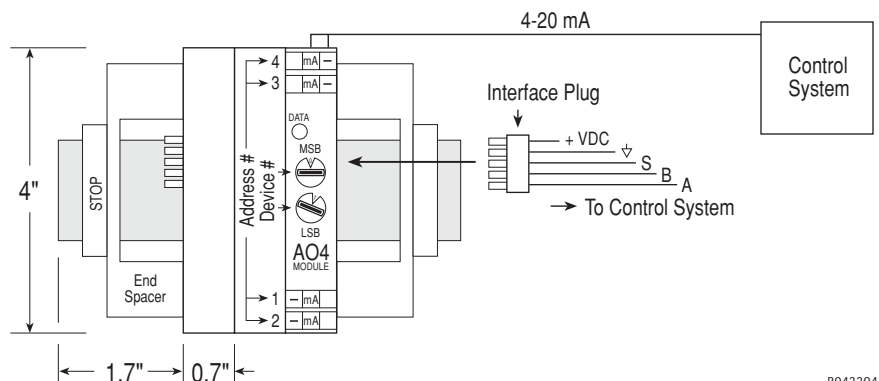 4-20 mA
Control
System
4 mA –
3 mA –
Interface Plug
DATA
MSB
+ VDC
S
B
A
To Control System
Address #
Device #
4"
STOP
LSB
AO4
MODULE
End
Spacer
1 – mA
2 – mA
1.7"
0.7"